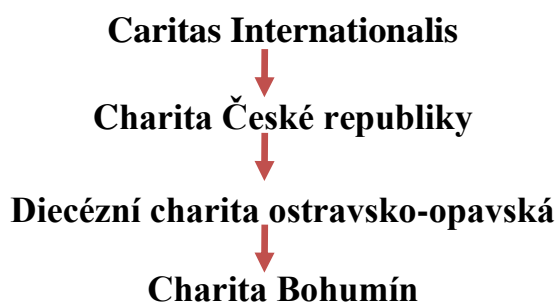 Caritas Internationalis
Charita České republiky
Diecézní charita ostravsko-opavská
Charita Bohumín